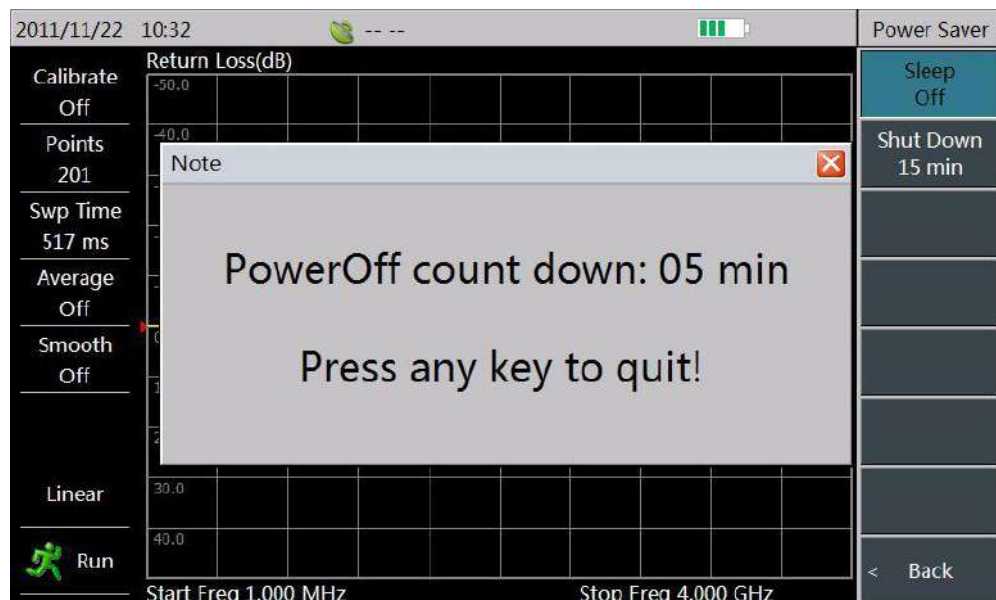 2011/11/22 10:32 -- --
Power Saver
Calibrate
Off
Points
201
Swp Time
517 ms
Average
Off
Smooth
Off
Linear
Run
Return Loss(dB)
-50.0
-40.0
30.0
40.0
Start Freq 1.000 MHz
Stop Freq 4.000 GHz
Note
PowerOff count down: 05 min
Press any key to quit!
Sleep
Off
Shut Down
15 min
< Back